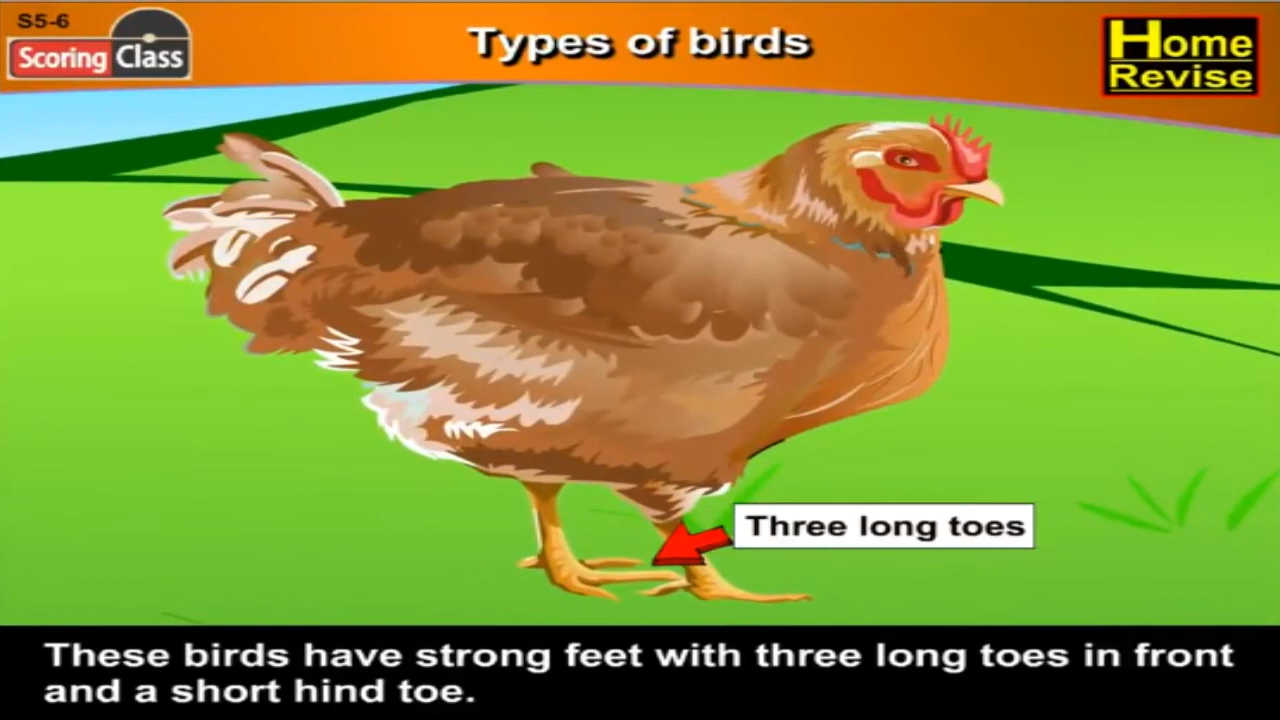 S5-6
Scoring Class
Types of birds
Home
Revise
Three long toes
These birds have strong feet with three long toes in front
and a short hind toe.